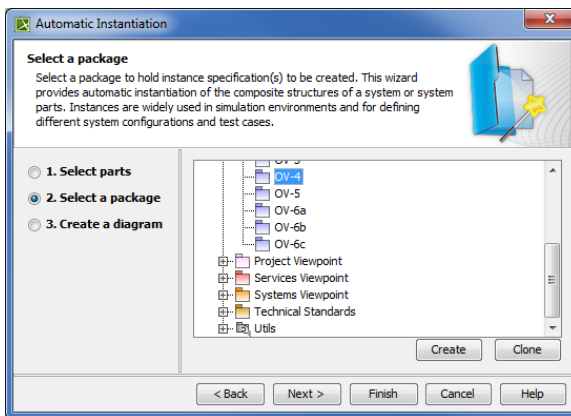 Automatic Instantiation
Select a package
Select a package to hold instance specification(s) to be created. This wizard
provides automatic instantiation of the composite structures of a system or system
parts. Instances are widely used in simulation environments and for defining
different system configurations and test cases.
1. Select parts
2. Select a package
3. Create a diagram
OV-4
OV-5
OV-6a
OV-6b
OV-6c
Project Viewpoint
Services Viewpoint
Systems Viewpoint
Technical Standards
Utils
Create Clone
< Back Next > Finish Cancel Help